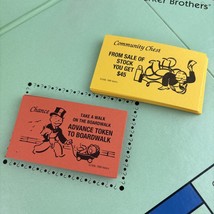 Parker Brothers
Community Chest
FROM SALE OF
STOCK
YOU GET
$45
Chance
TAKE A WALK
ON THE BOARDWALK
ADVANCE TOKEN
TO BOARDWALK